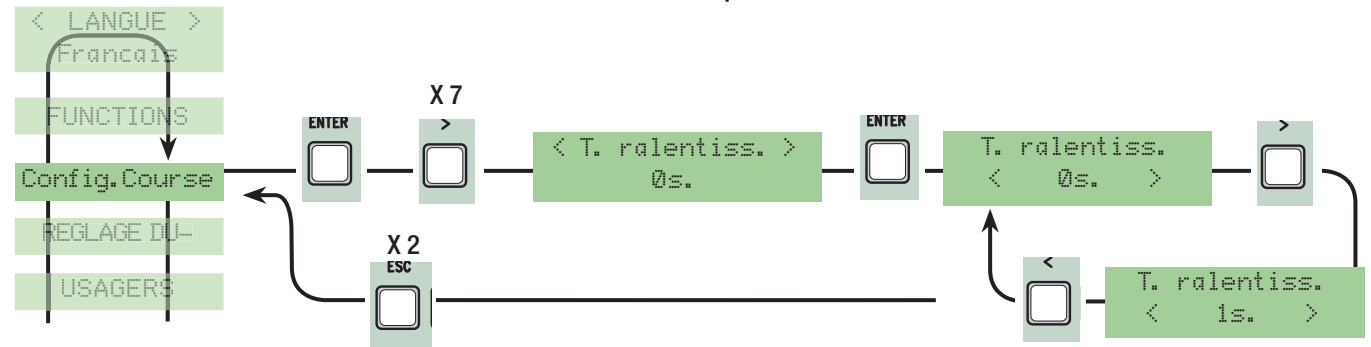 < LANGUE >
Francais
FUNCTIONS
Config.Course
REGLAGE DU-
USAGERS
ENTER
X 7
>
< T. ralentiss. >
0s.
ENTER
T. ralentiss.
< 0s. >
>
T. ralentiss.
< 1s. >
<
X 2
ESC